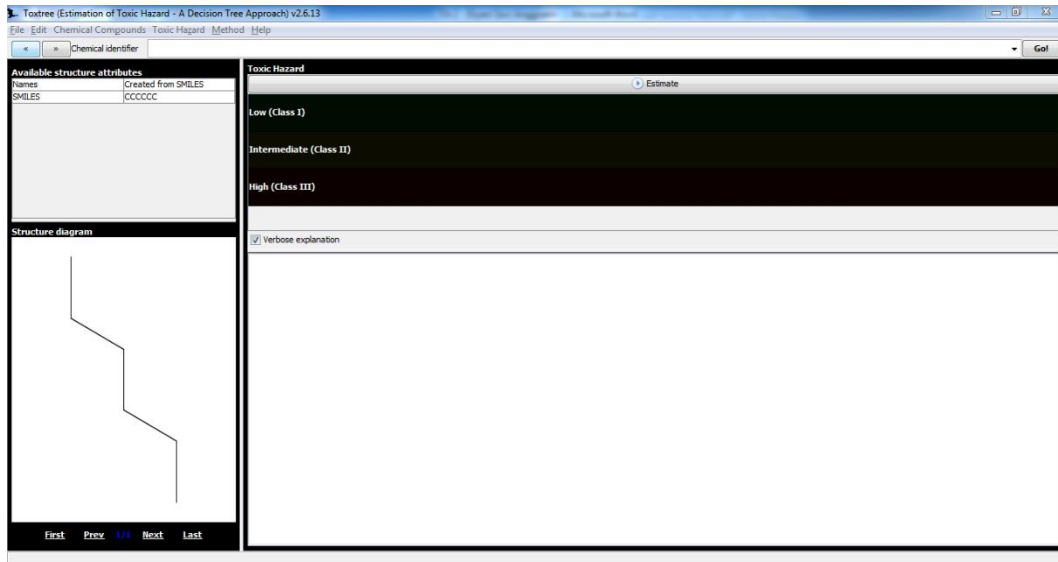 Toxtree (Estimation of Toxic Hazard - A Decision Tree Approach) v2.6.13
File Edit Chemical Compounds Toxic Hazard Method Help
« » Chemical identifier Go!
Available structure attributes
Names Created from SMILES
SMILES CCCCCC
Structure diagram
First Prev 1/1 Next Last
Toxic Hazard
Estimate
Low (Class I)
Intermediate (Class II)
High (Class III)
Verbose explanation